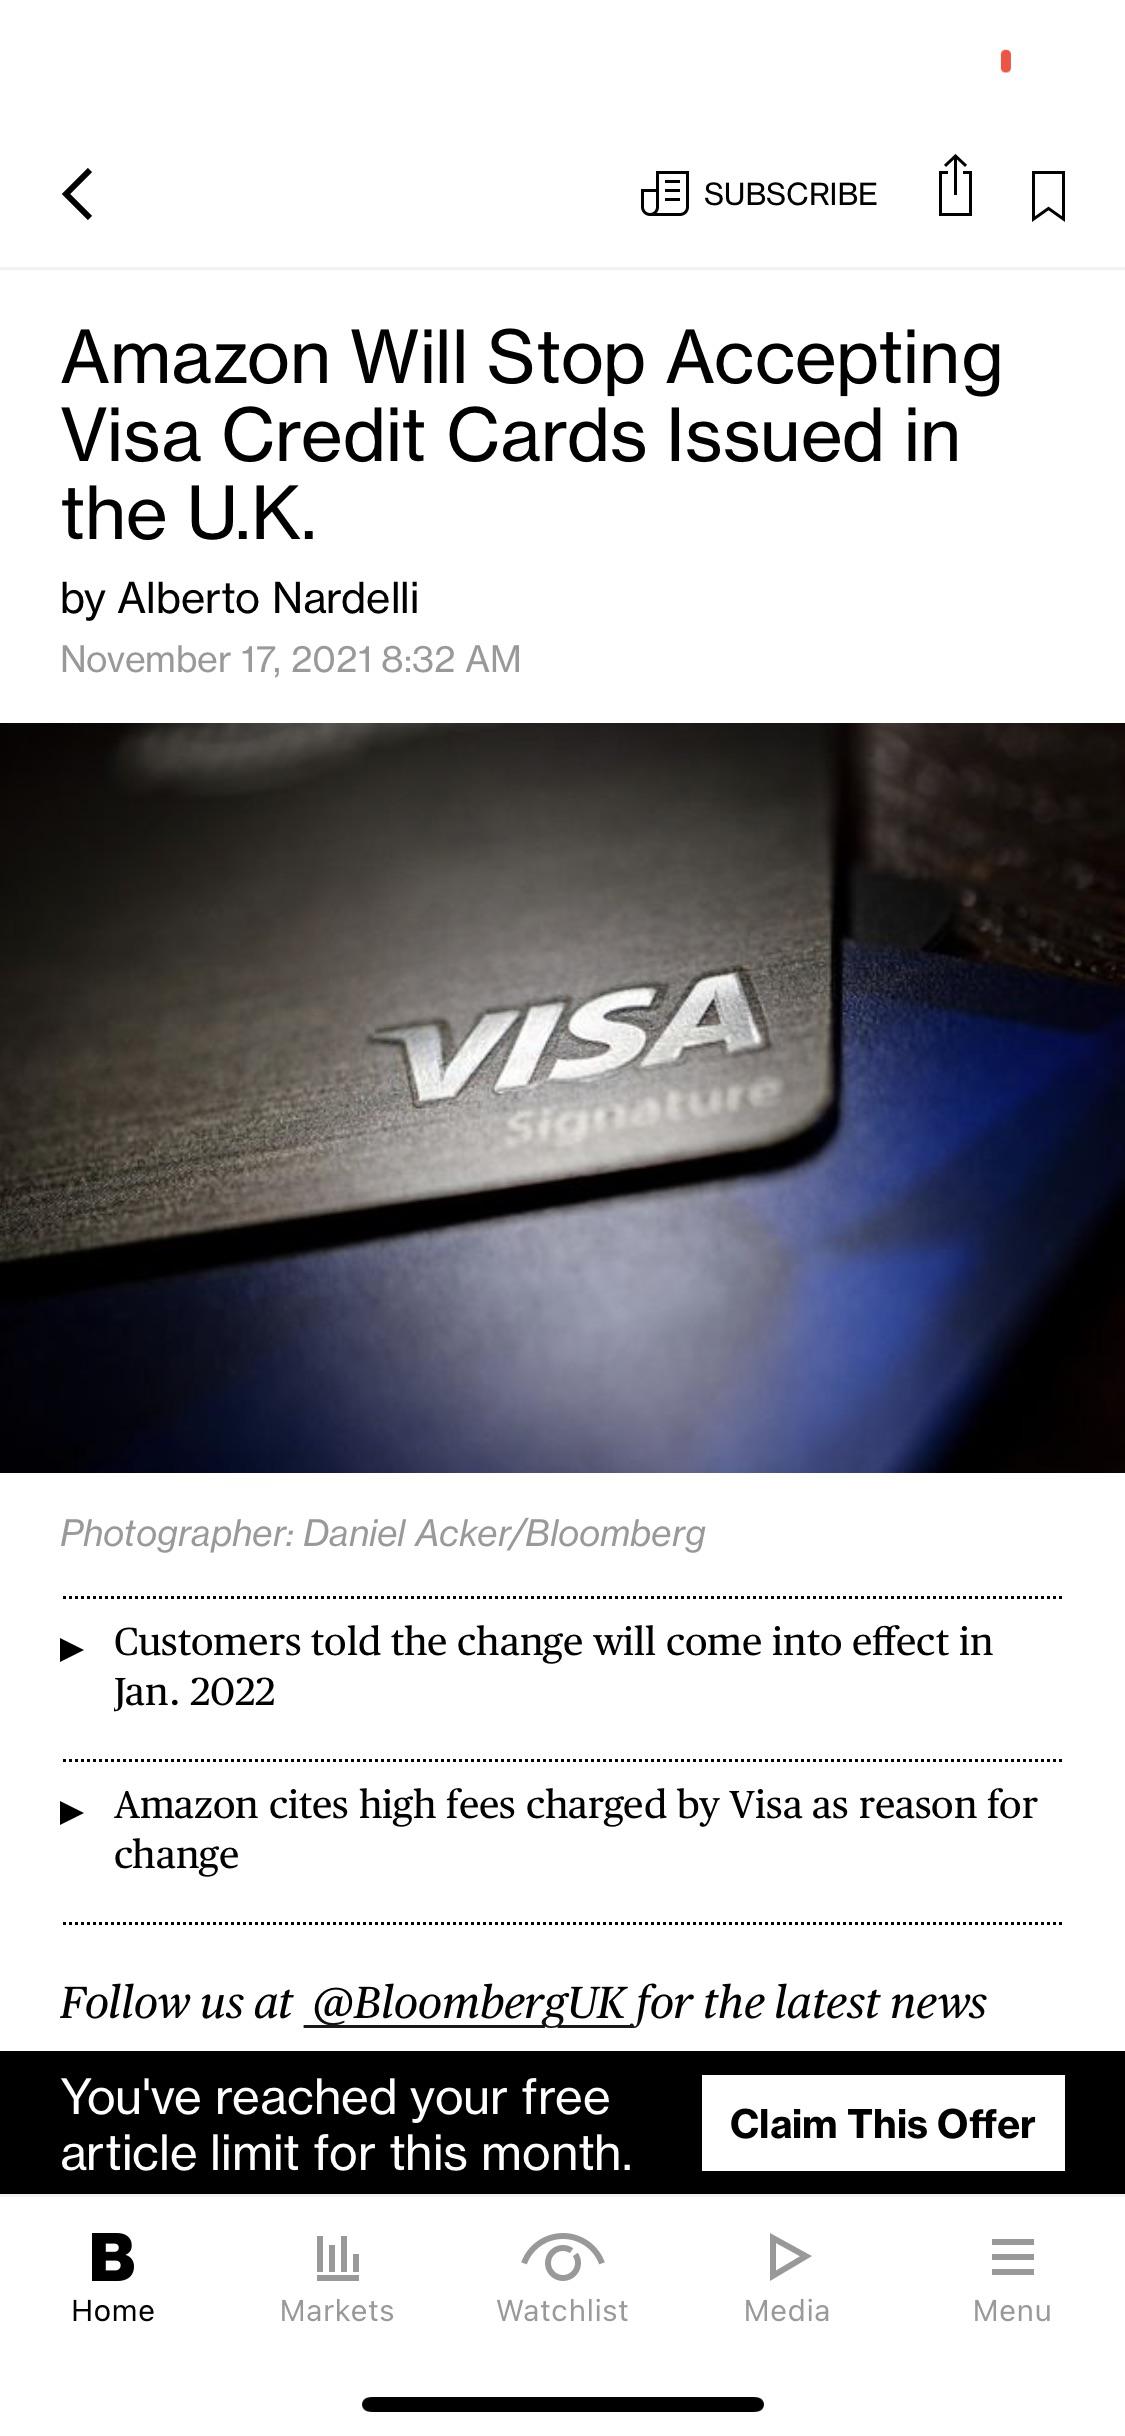 SUBSCRIBE
Amazon Will Stop Accepting
Visa Credit Cards Issued in
the U.K.
by Alberto Nardelli
November 17, 2021 8:32 AM
VISA
Signature
Photographer: Daniel Acker/Bloomberg
▶ Customers told the change will come into effect in
Jan. 2022
▶ Amazon cites high fees charged by Visa as reason for
change
Follow us at @BloombergUK for the latest news
You've reached your free
article limit for this month.
Claim This Offer
B
Home Markets Watchlist Media Menu